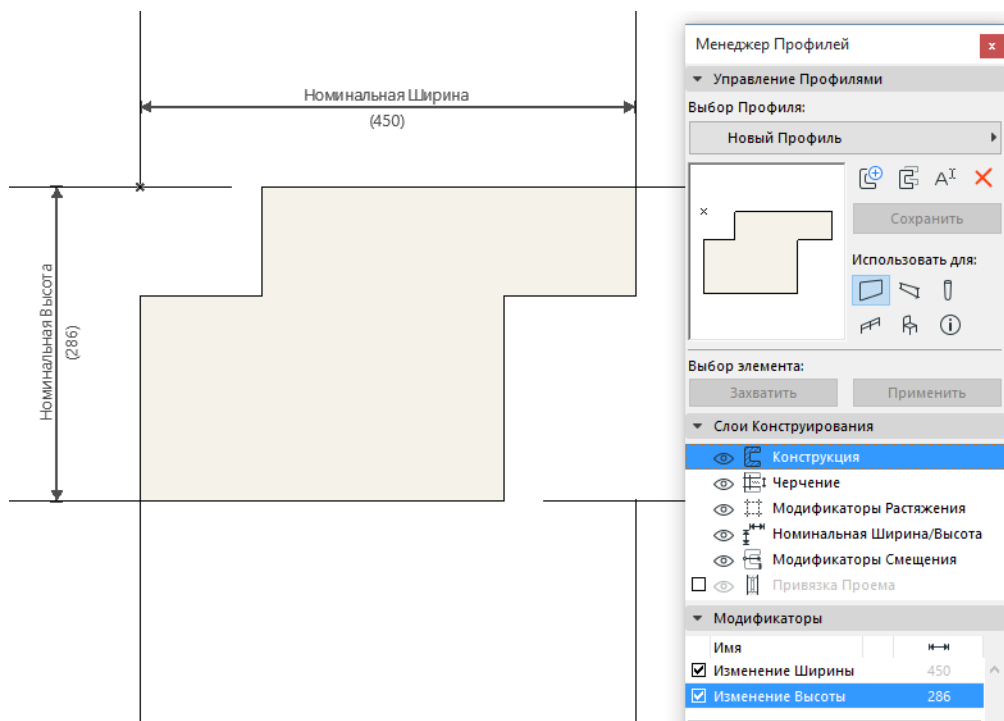 Номинальная Ширина
(450)
Номинальная Высота
(286)
Менеджер Профилей
x
Управление Профилями
Выбор Профиля:
Новый Профиль
A
Сохранить
Использовать для:
Выбор элемента:
Захватить Применить
Слои Конструирования
Конструкция
Черчение
Модификаторы Растяжения
Номинальная Ширина/Высота
Модификаторы Смещения
Привязка Проема
Модификаторы
Имя
Изменение Ширины 450
Изменение Высоты 286